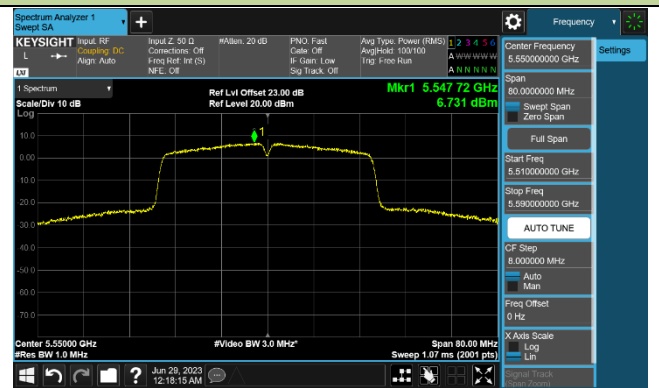 Spectrum Analyzer 1
Swept SA
Frequency
KEYSIGHT
L
LXI
Input: RF
Coupling: DC
Align: Auto
Input Z: 50 Ω
Corrections: Off
Freq Ref: Int (S)
NFE: Off
#Atten: 20 dB
PNO: Fast
Gate: Off
IF Gain: Low
Sig Track: Off
Avg Type: Power (RMS)
Avg|Hold: 100/100
Trig: Free Run
1 2 3 4 5 6
A W W W W W
A N N N N N
1 Spectrum
Scale/Div 10 dB
Log
Ref Lvl Offset 23.00 dB
Ref Level 20.00 dBm
Mkr1 5.547 72 GHz
6.731 dBm
1
10.0
0.00
-10.0
-20.0
-30.0
-40.0
-50.0
-60.0
-70.0
Center 5.55000 GHz
#Res BW 1.0 MHz
#Video BW 3.0 MHz*
Span 80.00 MHz
Sweep 1.07 ms (2001 pts)
Jun 29, 2023
12:18:15 AM
Center Frequency
5.550000000 GHz
Span
80.0000000 MHz
Swept Span
Zero Span
Full Span
Start Freq
5.510000000 GHz
Stop Freq
5.590000000 GHz
AUTO TUNE
CF Step
8.000000 MHz
Auto
Man
Freq Offset
0 Hz
X Axis Scale
Log
Lin
Signal Track
(Span Zoom)
Settings